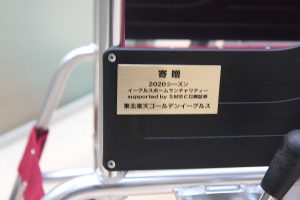 寄贈
2020シーズン
イーグルスホームランチャリティー
supported by SMBC日興証券
東北楽天ゴールデンイーグルス